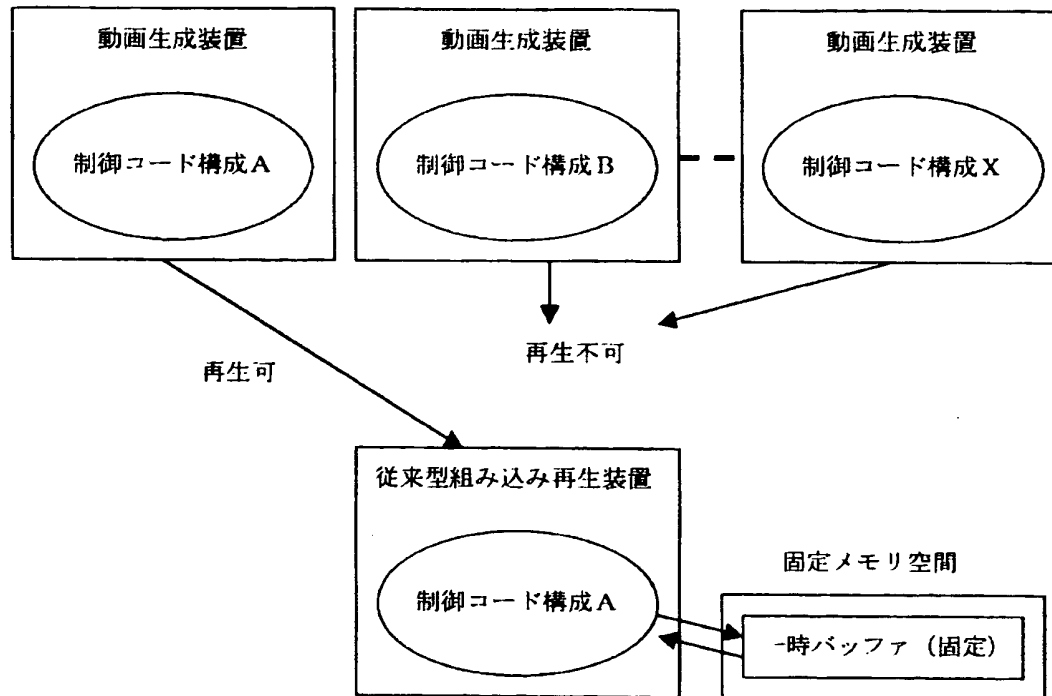 動画生成装置
動画生成装置
動画生成装置
制御コード構成A
制御コード構成B
制御コード構成X
再生可
再生不可
従来型組み込み再生装置
制御コード構成A
固定メモリ空間
一時バッファ（固定）